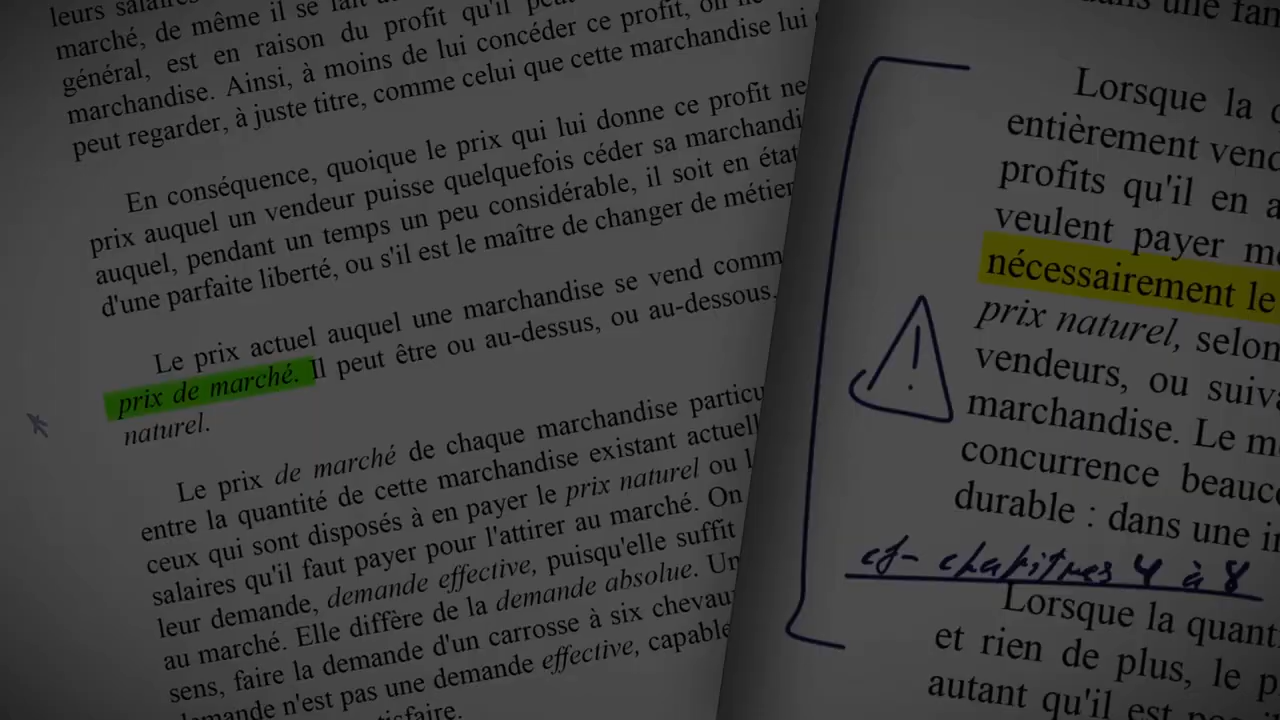 leurs salaires
marché, de même il se fait
général, est en raison du profit qu'il
marchandise. Ainsi, à moins de lui concéder ce profit, on
peut regarder, à juste titre, comme celui que cette marchandise lui
En conséquence, quoique le prix qui lui donne ce profit ne
prix auquel un vendeur puisse quelquefois céder sa marchandi
auquel, pendant un temps un peu considérable, il soit en état
d'une parfaite liberté, ou s'il est le maître de changer de métier
Le prix actuel auquel une marchandise se vend comm
prix de marché. Il peut être ou au-dessus, ou au-dessous,
naturel.
Le prix de marché de chaque marchandise particu
entre la quantité de cette marchandise existant actuell
ceux qui sont disposés à en payer le prix naturel ou l
salaires qu'il faut payer pour l'attirer au marché. On
leur demande, demande effective, puisqu'elle suffit
au marché. Elle diffère de la demande absolue. Un
sens, faire la demande d'un carrosse à six chevau
demande n'est pas une demande effective, capable
tisfaire.
dans une fam
Lorsque la
entièrement vend
profits qu'il en a
veulent payer m
nécessairement le
prix naturel, selon
vendeurs, ou suiva
marchandise. Le m
concurrence beauc
durable : dans une i
cf- chapitres 4 à 8
Lorsque la quant
et rien de plus, le p
autant qu'il est